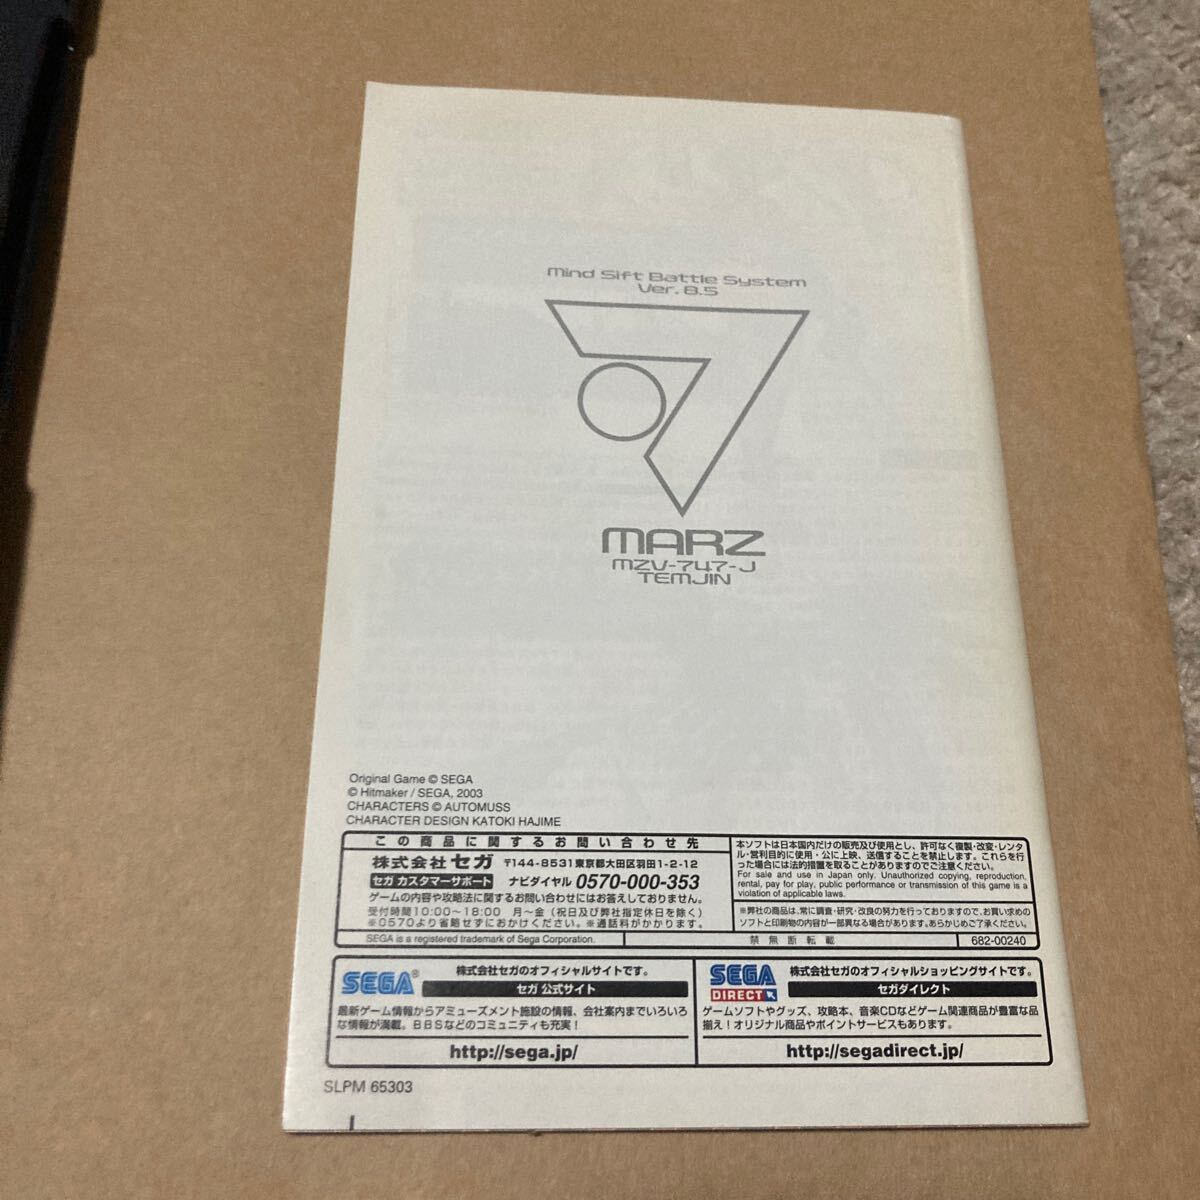 Mind Sift Battle System
Ver. 8.5
MARZ
MZV-747-J
TEMJIN
Original Game © SEGA
© Hitmaker / SEGA, 2003
CHARACTERS © AUTOMUSS
CHARACTER DESIGN KATOKI HAJIME
この商品に関するお問い合わせ先
株式会社セガ 〒144-8531東京都大田区羽田1-2-12
セガ カスタマーサポート ナビダイヤル 0570-000-353
ゲームの内容や攻略法に関するお問い合わせにはお答えしておりません。
受付時間10:00~18:00 月~金(祝日及び弊社指定休日を除く)
※0570より省略せずにおかけください。※通話料がかかります。
SEGA is a registered trademark of Sega Corporation.
本ソフトは日本国内だけの販売及び使用とし、許可なく複製・改変・レンタ
ル・営利目的に使用・公に上映、送信することを禁止します。これらを行
った場合には法的措置を取ることがありますのでご注意ください。
For sale and use in Japan only. Unauthorized copying, reproduction,
rental, pay for play, public performance or transmission of this game is a
violation of applicable laws.
※弊社の商品は、常に調査・研究・改良の努力を行っておりますので、お買い求めの
ソフトと印刷物の内容が一部異なる場合があります。あらかじめご了承ください。
禁無断転載
682-00240
SEGA®
株式会社セガのオフィシャルサイトです。
セガ 公式サイト
最新ゲーム情報からアミューズメント施設の情報、会社案内までいろいろ
な情報が満載。BBSなどのコミュニティも充実!
http://sega.jp/
SEGA
DIRECT
株式会社セガのオフィシャルショッピングサイトです。
セガダイレクト
ゲームソフトやグッズ、攻略本、音楽CDなどゲーム関連商品が豊富な品
揃え!オリジナル商品やポイントサービスもあります。
http://segadirect.jp/
SLPM 65303